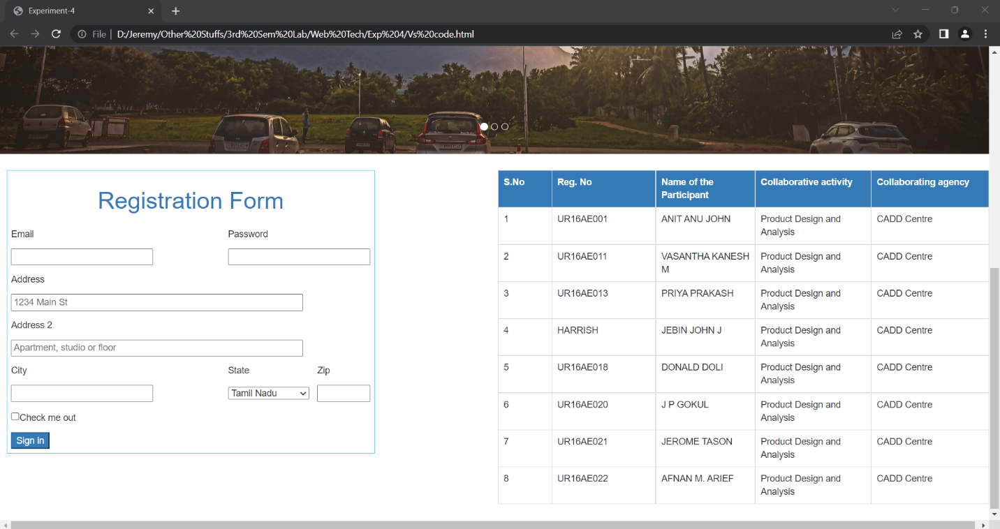 Experiment-4
File | D:/Jeremy/Other%20Stuffs/3rd%20Sem%20Lab/Web%20Tech/Exp%204/Vs%20code.html
Registration Form
Email Password
Address
1234 Main St
Address 2
Apartment, studio or floor
City State Zip
Tamil Nadu
Check me out
Sign in
S.No Reg. No Name of the Participant Collaborative activity Collaborating agency
1 UR16AE001 ANIT ANU JOHN Product Design and Analysis CADD Centre
2 UR16AE011 VASANTHA KANESH M Product Design and Analysis CADD Centre
3 UR16AE013 PRIYA PRAKASH Product Design and Analysis CADD Centre
4 HARRISH JEBIN JOHN J Product Design and Analysis CADD Centre
5 UR16AE018 DONALD DOLI Product Design and Analysis CADD Centre
6 UR16AE020 J P GOKUL Product Design and Analysis CADD Centre
7 UR16AE021 JEROME TASON Product Design and Analysis CADD Centre
8 UR16AE022 AFNAN M. ARIEF Product Design and Analysis CADD Centre